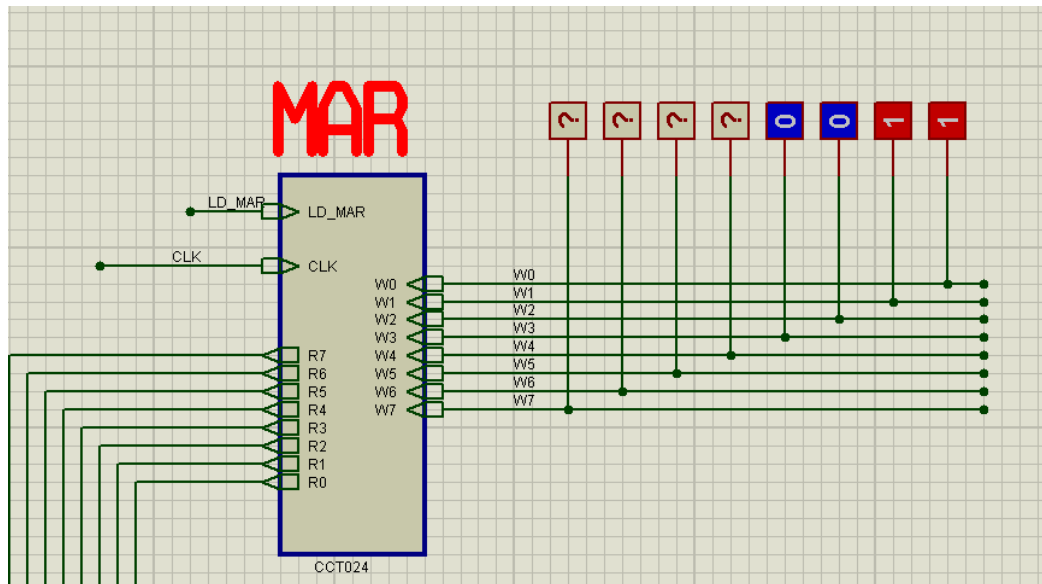 MAR
? ? ? ? 0 0 1 1
LD_MAR
LD_MAR
CLK
CLK
W0
W0
W1
W1
W2
W2
W3
W3
W4
W4
W5
W5
W6
W6
W7
W7
R7
R6
R5
R4
R3
R2
R1
R0
CCT024